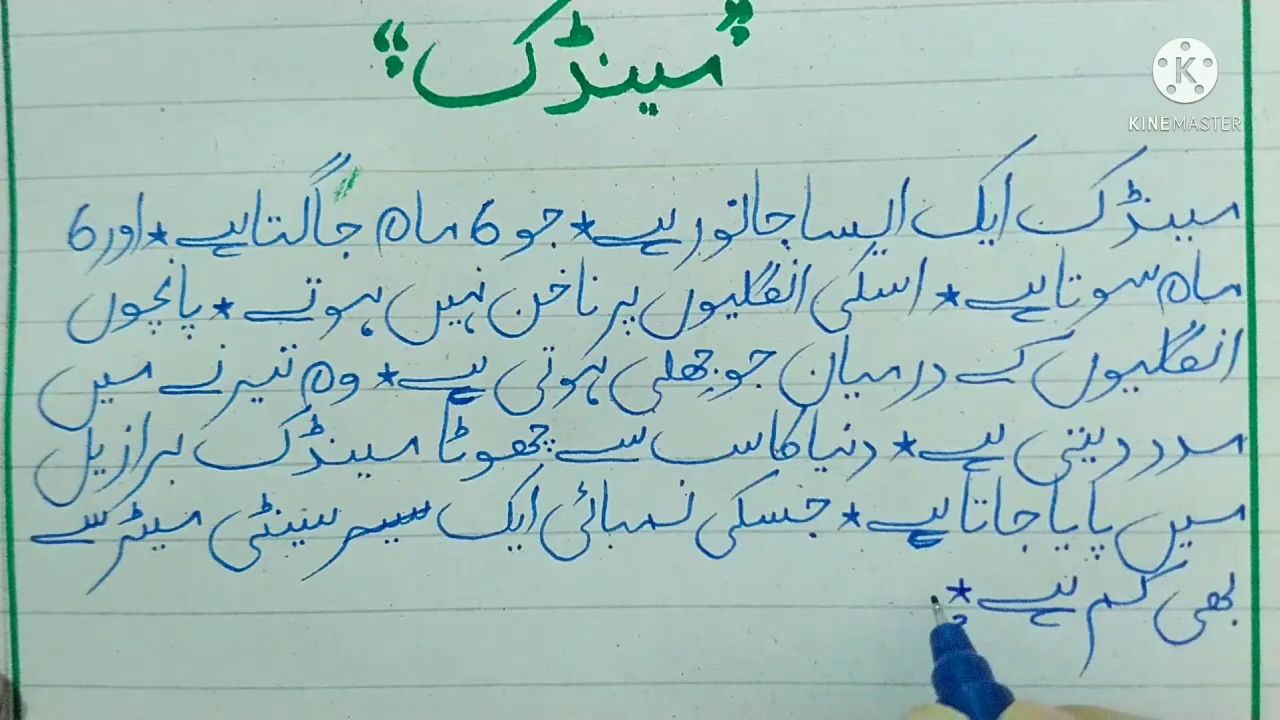 "مینڈک"
KINEMASTER
مینڈک ایک ایسا جانور ہے * جو 6 ماہ جاگتا ہے * اور 6
ماہ سوتا ہے * اسکی انگلیوں پر ناخن نہیں ہوتے * پانچوں
انگلیوں کے درمیان جو جھلی ہوتی ہے * وہ تیرنے میں
مدد دیتی ہے * دنیا کا سب سے چھوٹا مینڈک برازیل
میں پایا جاتا ہے * جسکی لمبائی ایک سینٹی میٹر سے
بھی کم ہے *